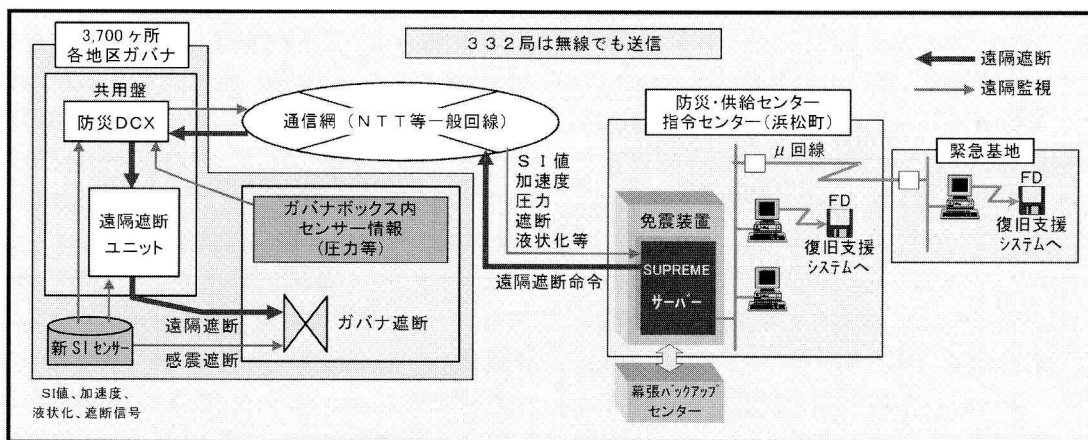 3,700ヶ所
各地区ガバナ
332局は無線でも送信
遠隔遮断
遠隔監視
共用盤
防災DCX
通信網（NTT等一般回線）
遠隔遮断
ユニット
ガバナボックス内
センサー情報
（圧力等）
新SIセンサー
遠隔遮断
感震遮断
ガバナ遮断
SI値、加速度、
液状化、遮断信号
SI値
加速度
圧力
遮断
液状化等
遠隔遮断命令
防災・供給センター
指令センター（浜松町）
μ回線
免震装置
SUPREME
サーバー
FD
復旧支援
システムへ
幕張バックアップ
センター
緊急基地
FD
復旧支援
システムへ